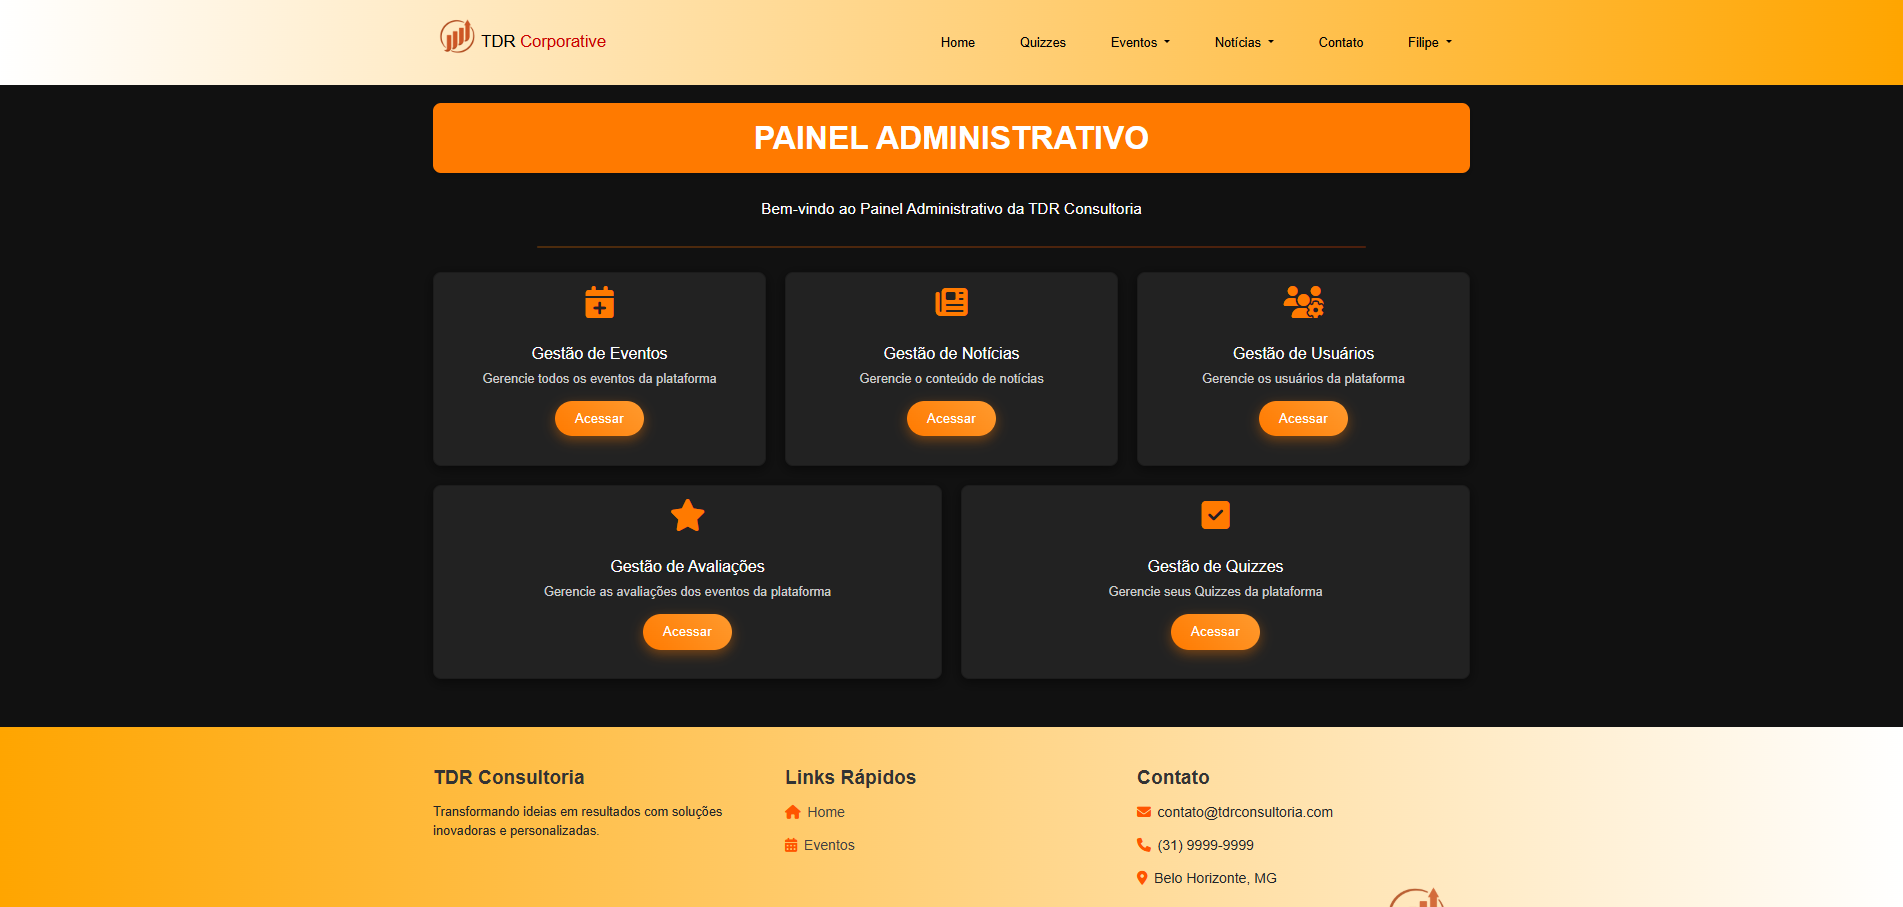 TDR Corporative
Home
Quizzes
Eventos
Notícias
Contato
Filipe
PAINEL ADMINISTRATIVO
Bem-vindo ao Painel Administrativo da TDR Consultoria
Gestão de Eventos
Gerencie todos os eventos da plataforma
Acessar
Gestão de Notícias
Gerencie o conteúdo de notícias
Acessar
Gestão de Usuários
Gerencie os usuários da plataforma
Acessar
Gestão de Avaliações
Gerencie as avaliações dos eventos da plataforma
Acessar
Gestão de Quizzes
Gerencie seus Quizzes da plataforma
Acessar
TDR Consultoria
Transformando ideias em resultados com soluções
inovadoras e personalizadas.
Links Rápidos
Home
Eventos
Contato
contato@tdrconsultoria.com
(31) 9999-9999
Belo Horizonte, MG